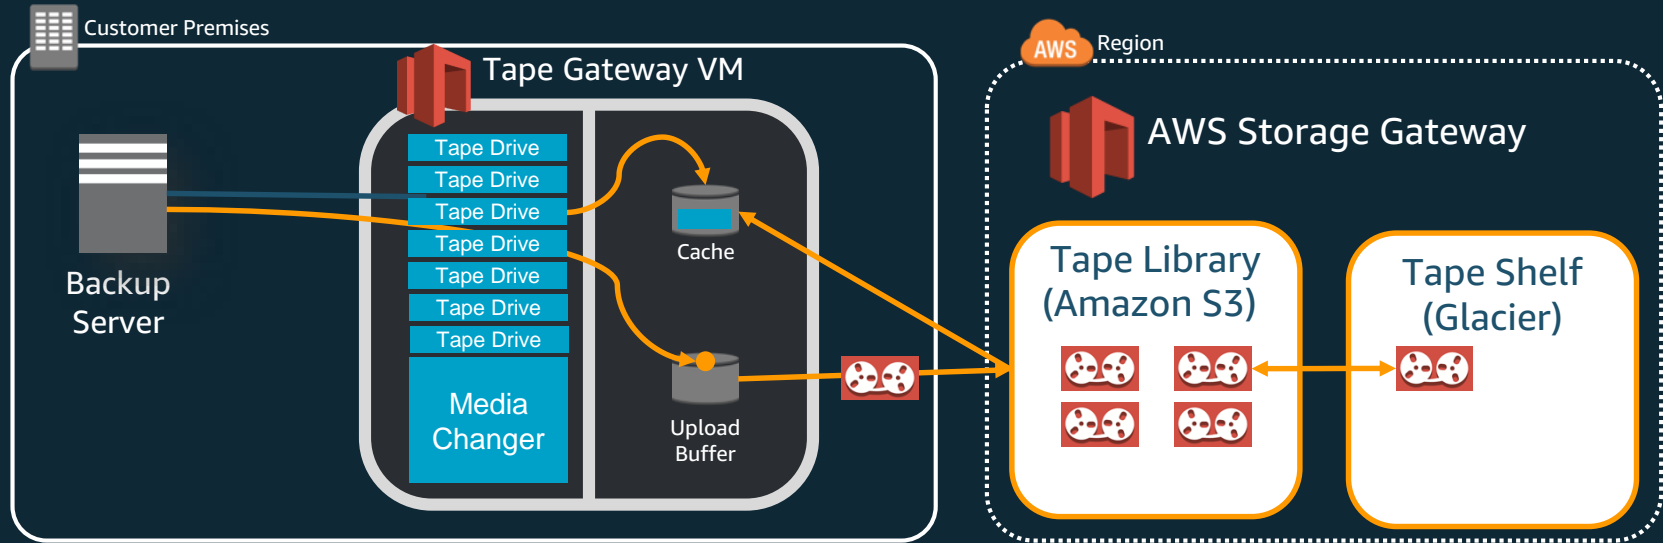 Customer Premises
Tape Gateway VM
Tape Drive
Tape Drive
Tape Drive
Tape Drive
Tape Drive
Tape Drive
Tape Drive
Media
Changer
Backup
Server
Cache
Upload
Buffer
AWS
Region
AWS Storage Gateway
Tape Library
(Amazon S3)
Tape Shelf
(Glacier)